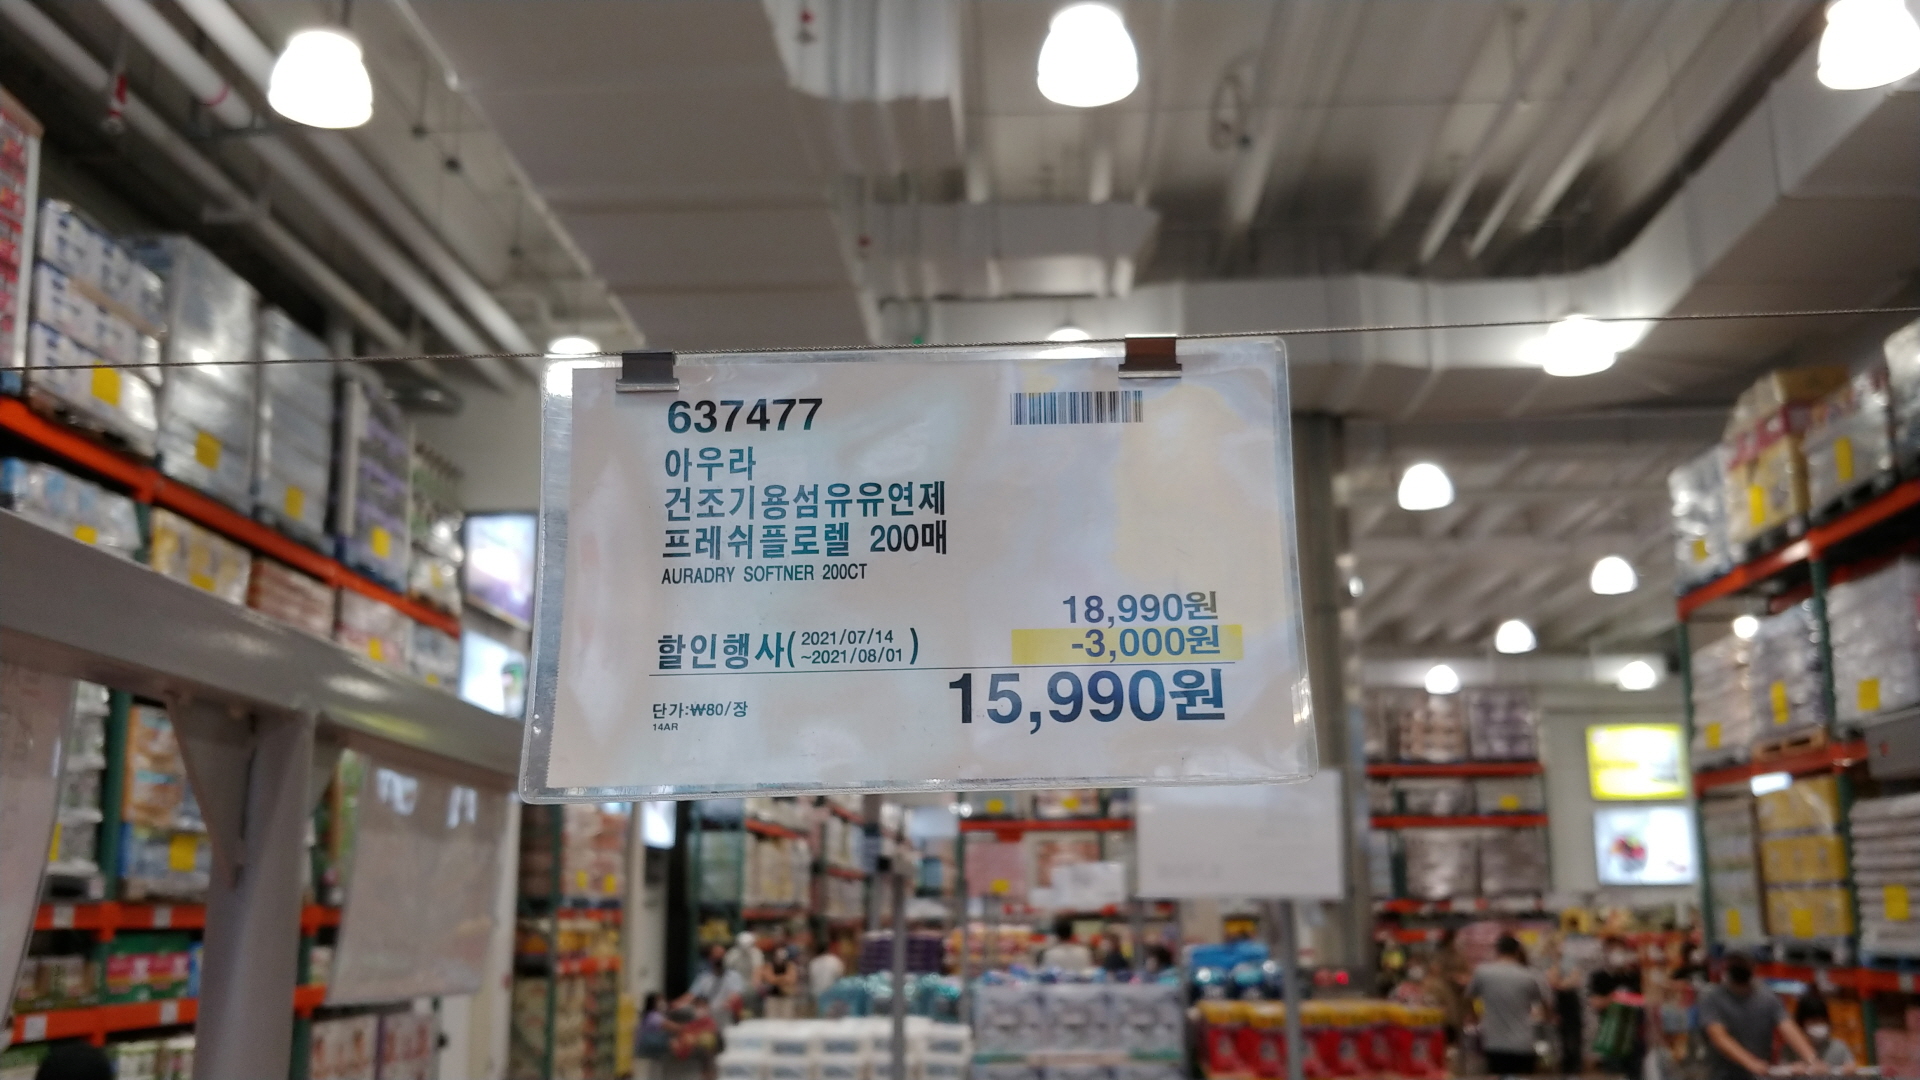 637477
아우라
건조기용섬유유연제
프레쉬플로렐 200매
AURADRY SOFTNER 200CT
18,990원
할인행사( 2021/07/14 ~2021/08/01 ) -3,000원
15,990원
단가:₩80/장
14AR